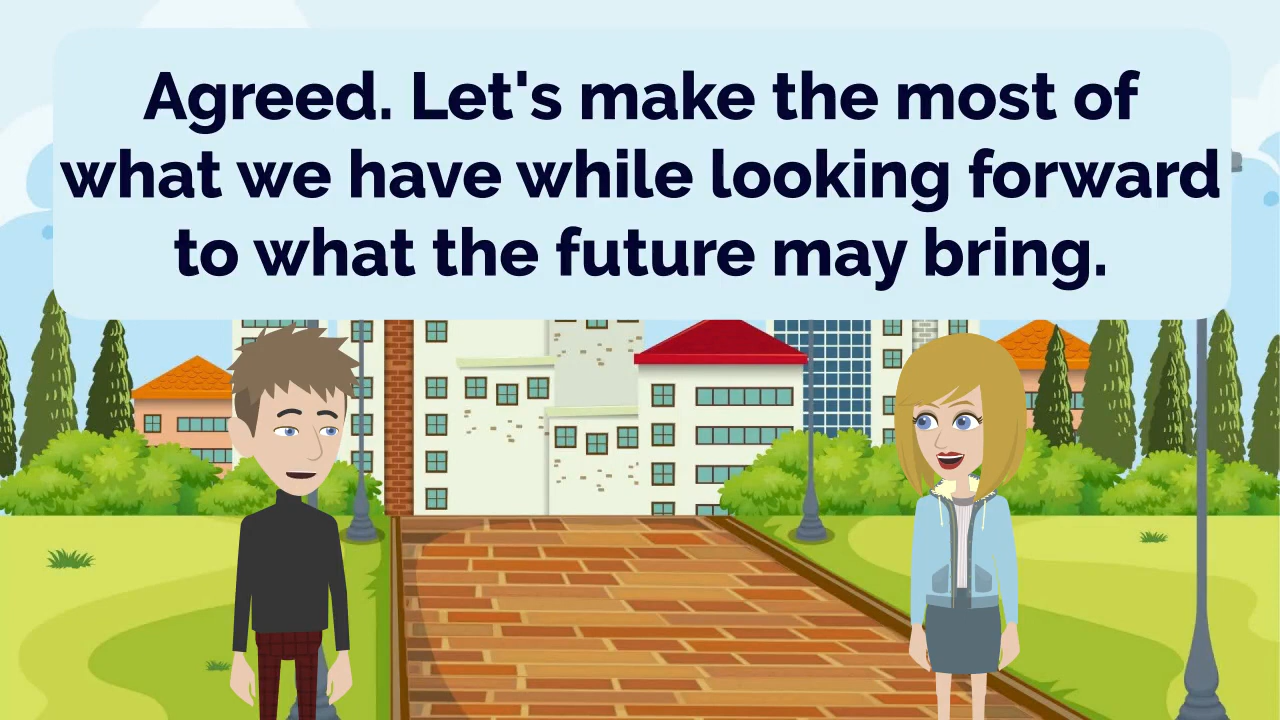 Agreed. Let's make the most of
what we have while looking forward
to what the future may bring.